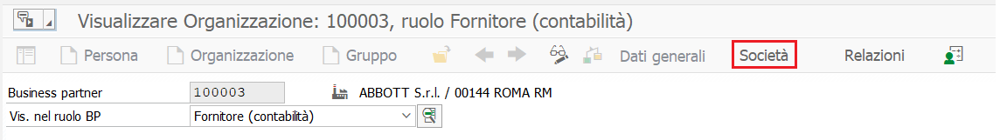 Visualizzare Organizzazione: 100003, ruolo Fornitore (contabilità)
Persona Organizzazione Gruppo Dati generali Società Relazioni
Business partner 100003 ABBOTT S.r.l. / 00144 ROMA RM
Vis. nel ruolo BP Fornitore (contabilità)